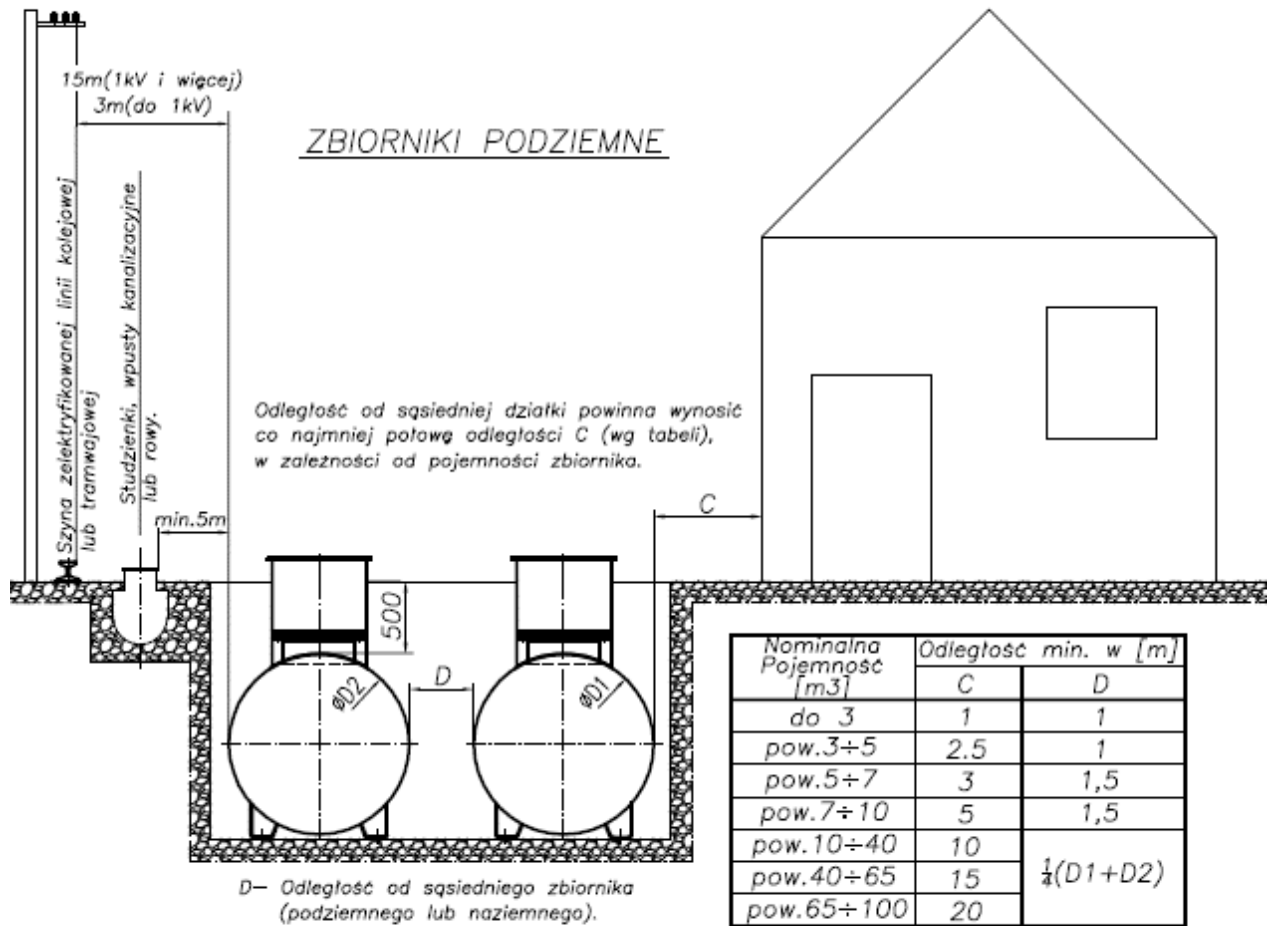 15m(1kV i więcej)
3m(do 1kV)
ZBIORNIKI PODZIEMNE
Szyna zelektryfikowanej linii kolejowej
lub tramwajowej
Studzienki, wpusty kanalizacyjne
lub rowy.
min.5m
Odległość od sąsiedniej działki powinna wynosić
co najmniej połowę odległości C (wg tabeli),
w zależności od pojemności zbiornika.
C
500
øD2
D
øD1
D– Odległość od sąsiedniego zbiornika
(podziemnego lub naziemnego).
Nominalna Pojemność [m3] Odległość min. w [m]
C D
do 3 1 1
pow.3÷5 2.5 1
pow.5÷7 3 1,5
pow.7÷10 5 1,5
pow.10÷40 10 ¼(D1+D2)
pow.40÷65 15
pow.65÷100 20